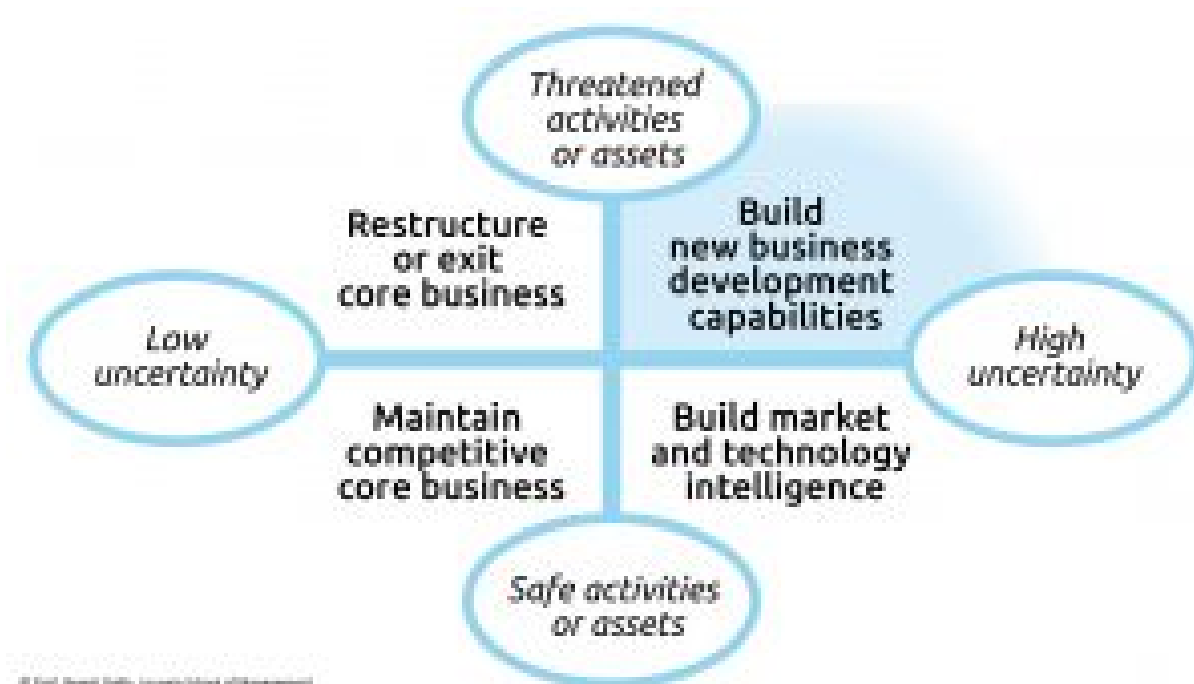 Threatened
activities
or assets
Restructure
or exit
core business
Build
new business
development
capabilities
Low
uncertainty
High
uncertainty
Maintain
competitive
core business
Build market
and technology
intelligence
Safe activities
or assets